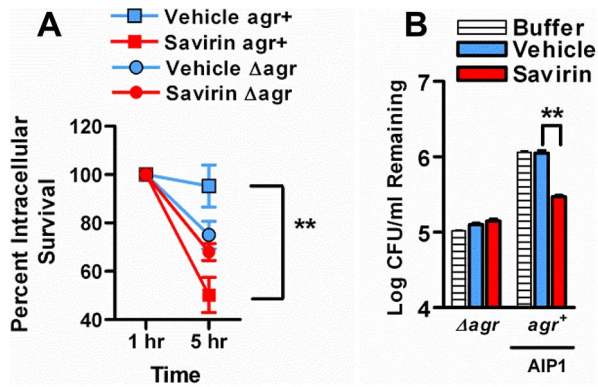 A
Vehicle agr+
Savirin agr+
Vehicle Δagr
Savirin Δagr
Percent Intracellular
Survival
120
100
80
60
40
**
1 hr
5 hr
Time
B
Buffer
Vehicle
Savirin
Log CFU/ml Remaining
7
6
5
4
**
Δagr
agr+
AIP1